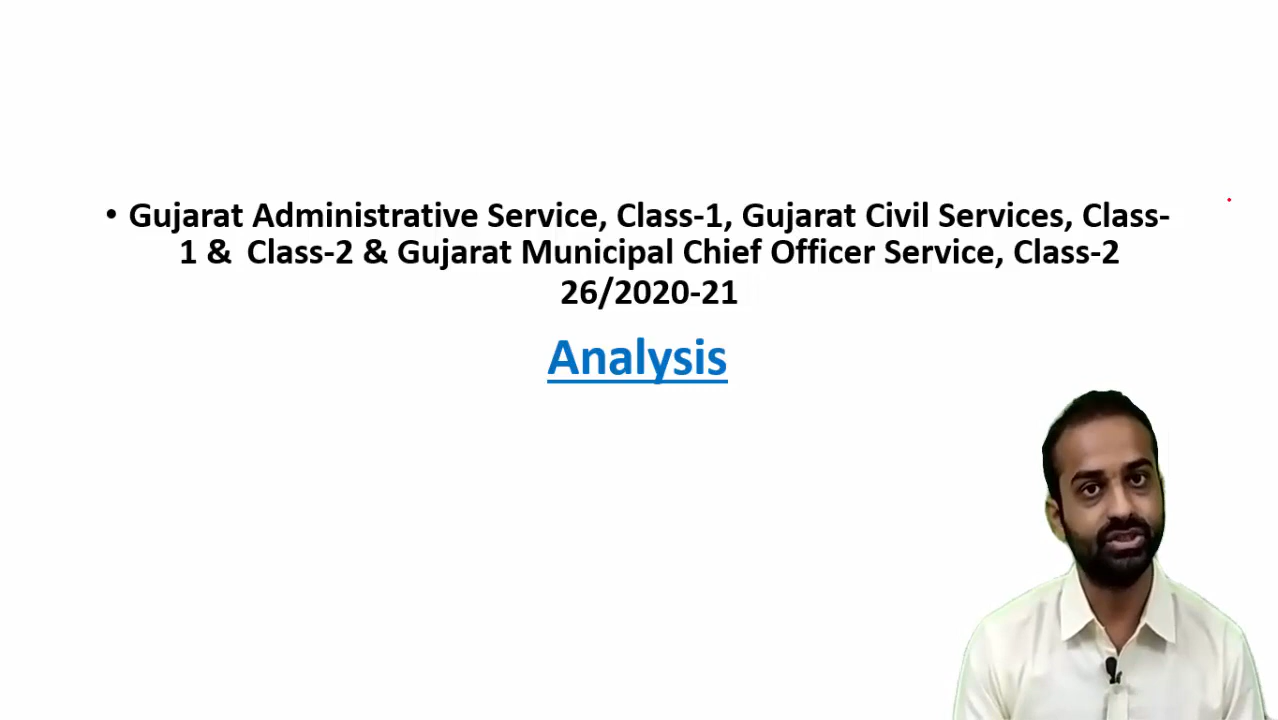 • Gujarat Administrative Service, Class-1, Gujarat Civil Services, Class-
1 & Class-2 & Gujarat Municipal Chief Officer Service, Class-2
26/2020-21
Analysis